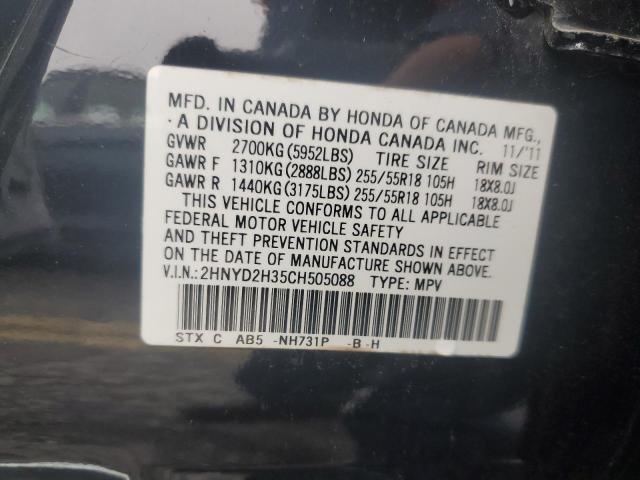 MFD. IN CANADA BY HONDA OF CANADA MFG.,
A DIVISION OF HONDA CANADA INC. 11/'11
GVWR 2700KG(5952LBS) TIRE SIZE RIM SIZE
GAWR F 1310KG(2888LBS) 255/55R18 105H 18X8.0J
GAWR R 1440KG(3175LBS) 255/55R18 105H 18X8.0J
THIS VEHICLE CONFORMS TO ALL APPLICABLE
FEDERAL MOTOR VEHICLE SAFETY
AND THEFT PREVENTION STANDARDS IN EFFECT
ON THE DATE OF MANUFACTURE SHOWN ABOVE.
V.I.N.:2HNYD2H35CH505088 TYPE: MPV
STX C AB5 -NH731P -B-H